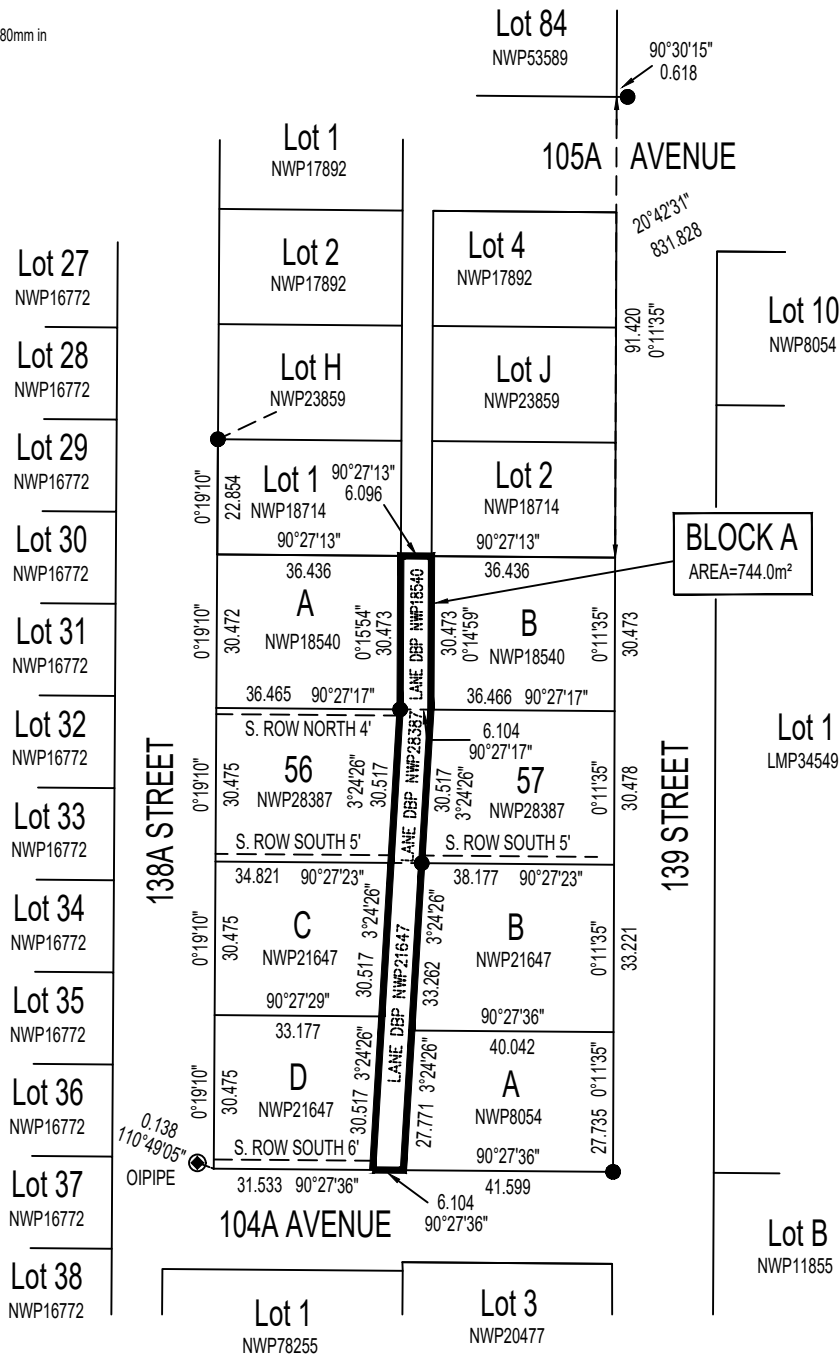 80mm in
Lot 84
NWP53589
90°30'15"
0.618
Lot 1
NWP17892
105A AVENUE
20°42'31"
831.828
Lot 27
NWP16772
Lot 2
NWP17892
Lot 4
NWP17892
Lot 10
NWP8054
91.420
0°11'35"
Lot 28
NWP16772
Lot H
NWP23859
Lot J
NWP23859
Lot 29
NWP16772
0°19'10"
22.854
Lot 1
NWP18714
90°27'13"
6.096
Lot 2
NWP18714
90°27'13"
90°27'13"
BLOCK A
AREA=744.0m²
Lot 30
NWP16772
36.436
36.436
0°19'10"
30.472
A
NWP18540
0°15'54"
30.473
LANE DBP NWP18540
30.473
0°14'59"
B
NWP18540
0°11'35"
30.473
Lot 31
NWP16772
36.465 90°27'17"
36.466 90°27'17"
Lot 32
NWP16772
S. ROW NORTH 4'
6.104
90°27'17"
Lot 1
LMP34549
138A STREET
139 STREET
0°19'10"
30.475
56
NWP28387
3°24'26"
30.517
LANE DBP NWP28387
30.517
3°24'26"
57
NWP28387
0°11'35"
30.478
Lot 33
NWP16772
S. ROW SOUTH 5'
S. ROW SOUTH 5'
34.821 90°27'23"
38.177 90°27'23"
Lot 34
NWP16772
0°19'10"
30.475
C
NWP21647
3°24'26"
30.517
LANE DBP NWP21647
3°24'26"
33.262
B
NWP21647
0°11'35"
33.221
90°27'29"
90°27'36"
Lot 35
NWP16772
33.177
40.042
Lot 36
NWP16772
0°19'10"
30.475
D
NWP21647
3°24'26"
30.517
3°24'26"
27.771
A
NWP8054
0°11'35"
27.735
0.138
110°49'05"
OIPIPE
S. ROW SOUTH 6'
90°27'36"
31.533 90°27'36"
41.599
Lot 37
NWP16772
6.104
90°27'36"
104A AVENUE
Lot B
NWP11855
Lot 38
NWP16772
Lot 1
NWP78255
Lot 3
NWP20477